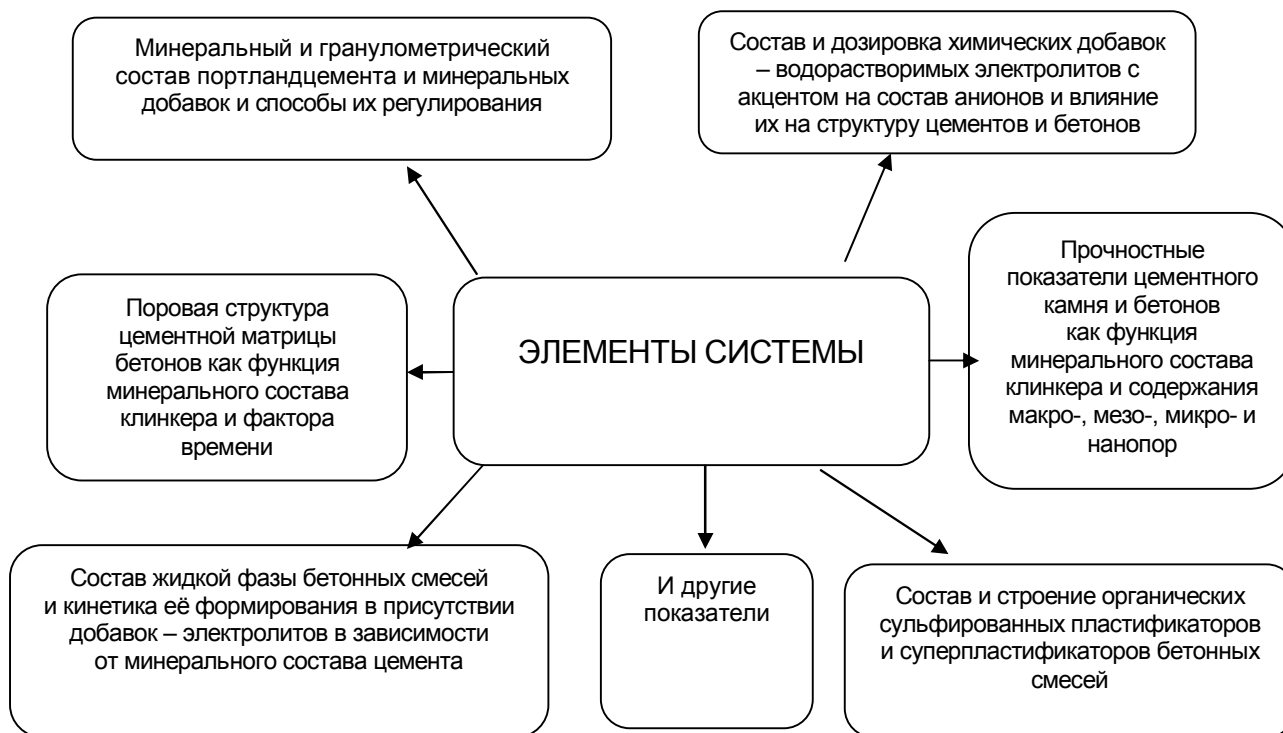 Минеральный и гранулометрический
состав портландцемента и минеральных
добавок и способы их регулирования
Состав и дозировка химических добавок
– водорастворимых электролитов с
акцентом на состав анионов и влияние
их на структуру цементов и бетонов
Поровая структура
цементной матрицы
бетонов как функция
минерального состава
клинкера и фактора
времени
ЭЛЕМЕНТЫ СИСТЕМЫ
Прочностные
показатели цементного
камня и бетонов
как функция
минерального состава
клинкера и содержания
макро-, мезо-, микро- и
нанопор
Состав жидкой фазы бетонных смесей
и кинетика её формирования в присутствии
добавок – электролитов в зависимости
от минерального состава цемента
И другие
показатели
Состав и строение органических
сульфированных пластификаторов
и суперпластификаторов бетонных
смесей